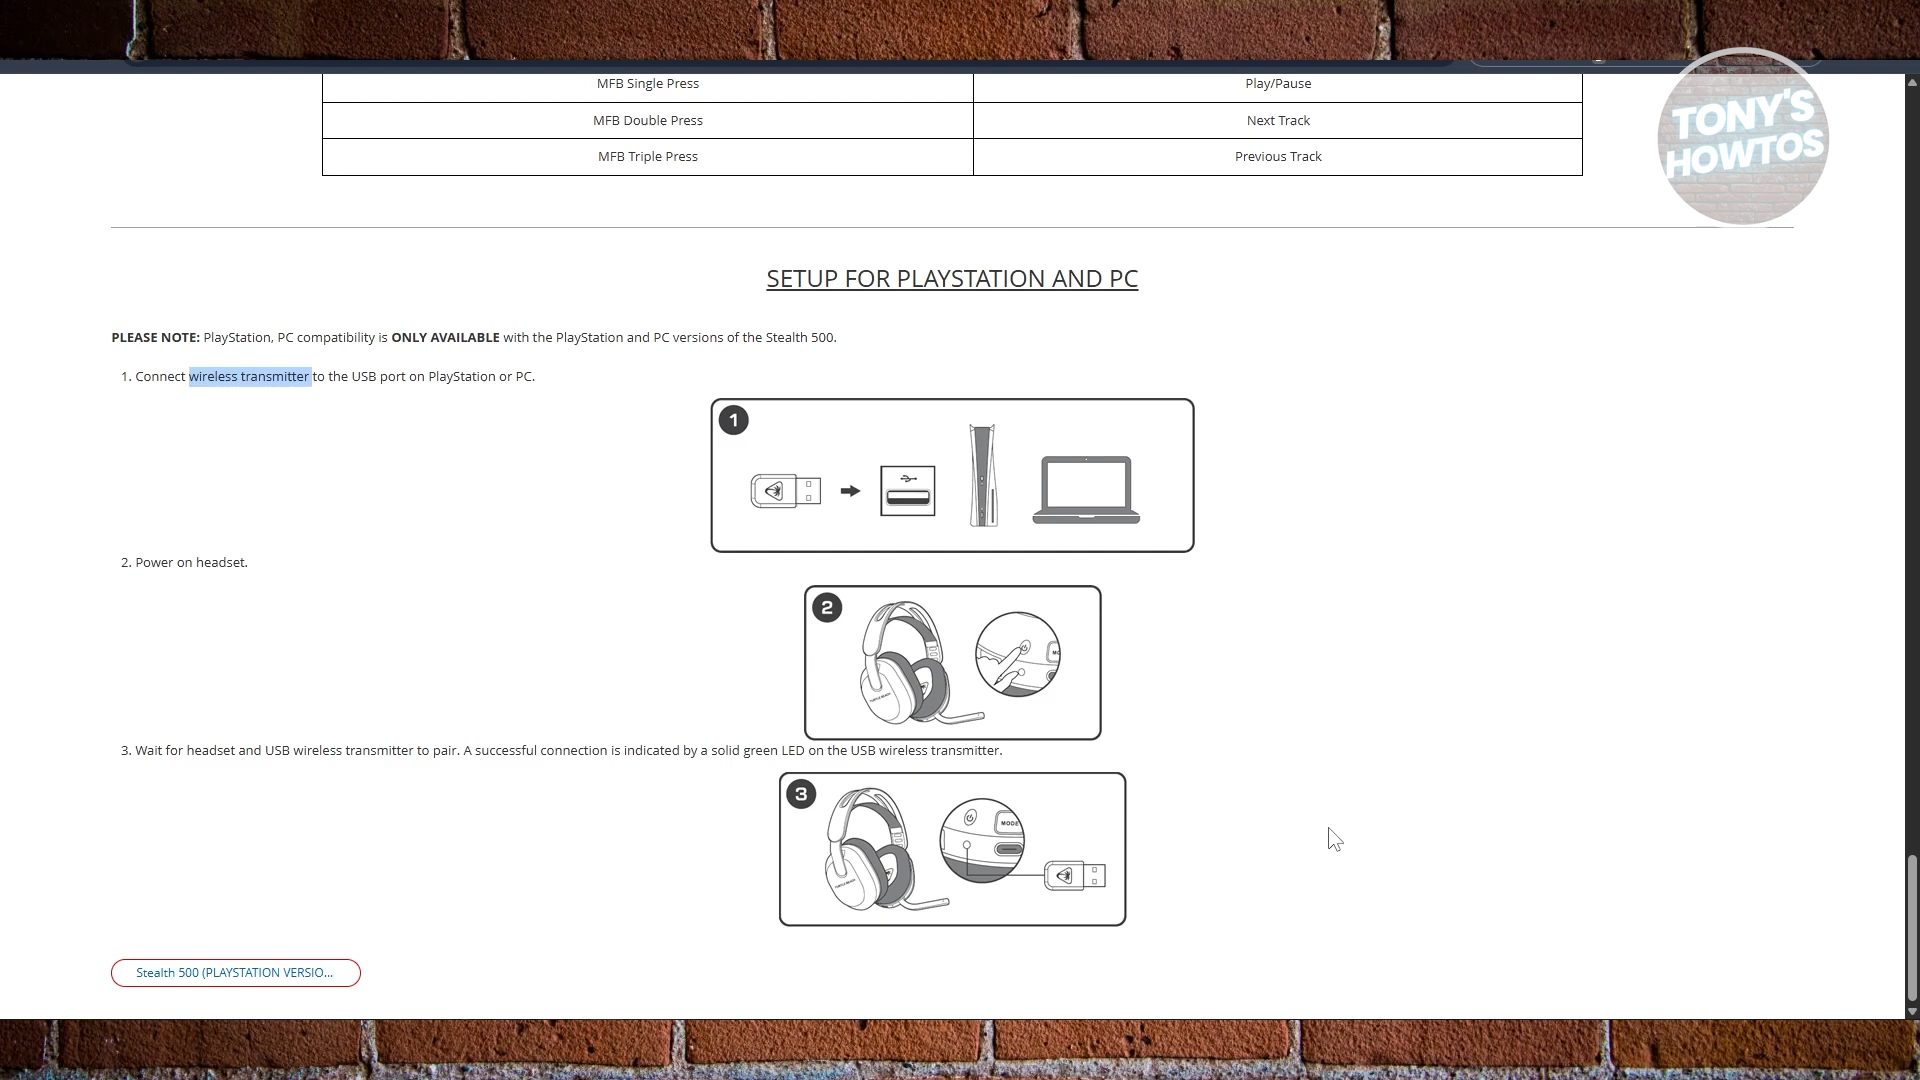 MFB Single Press Play/Pause
MFB Double Press Next Track
MFB Triple Press Previous Track
TONY'S
HOWTOS
SETUP FOR PLAYSTATION AND PC
PLEASE NOTE: PlayStation, PC compatibility is ONLY AVAILABLE with the PlayStation and PC versions of the Stealth 500.
1. Connect wireless transmitter to the USB port on PlayStation or PC.
1
2. Power on headset.
2
3. Wait for headset and USB wireless transmitter to pair. A successful connection is indicated by a solid green LED on the USB wireless transmitter.
3
MODE
Stealth 500 (PLAYSTATION VERSIO...